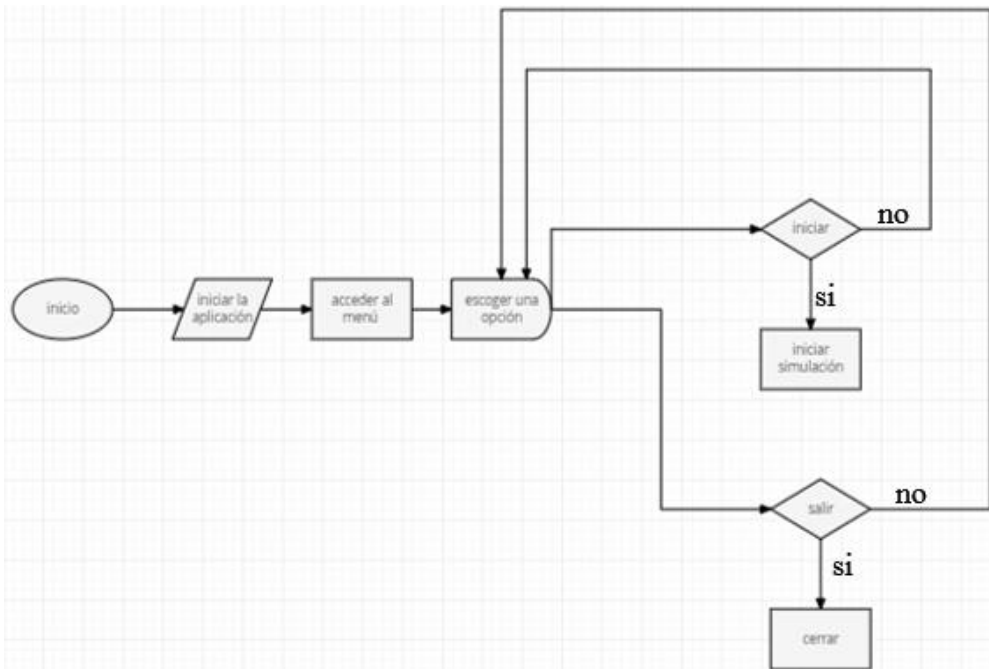 inicio
iniciar la
aplicación
acceder al
menú
escoger una
opción
iniciar
no
si
iniciar
simulación
salir
no
si
cerrar